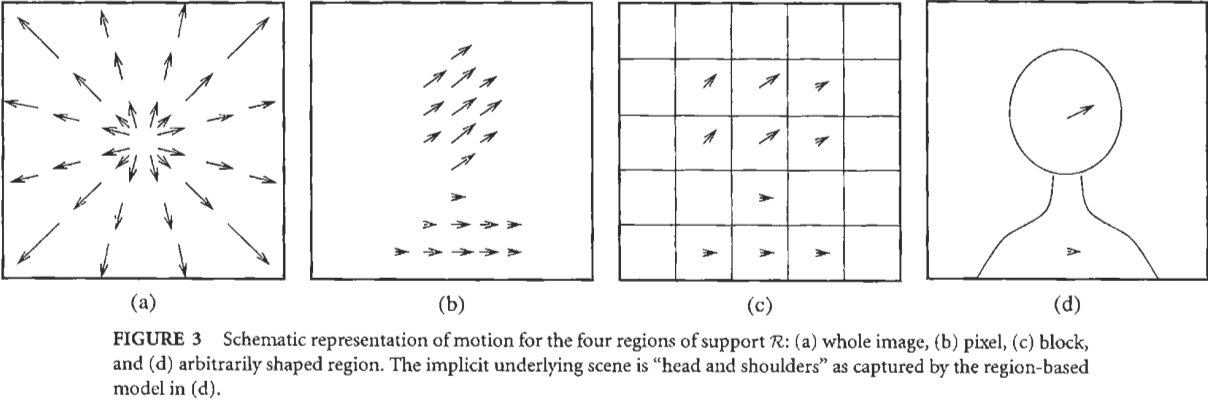 (a) (b) (c) (d)
FIGURE 3 Schematic representation of motion for the four regions of support R: (a) whole image, (b) pixel, (c) block,
and (d) arbitrarily shaped region. The implicit underlying scene is “head and shoulders” as captured by the region-based
model in (d).